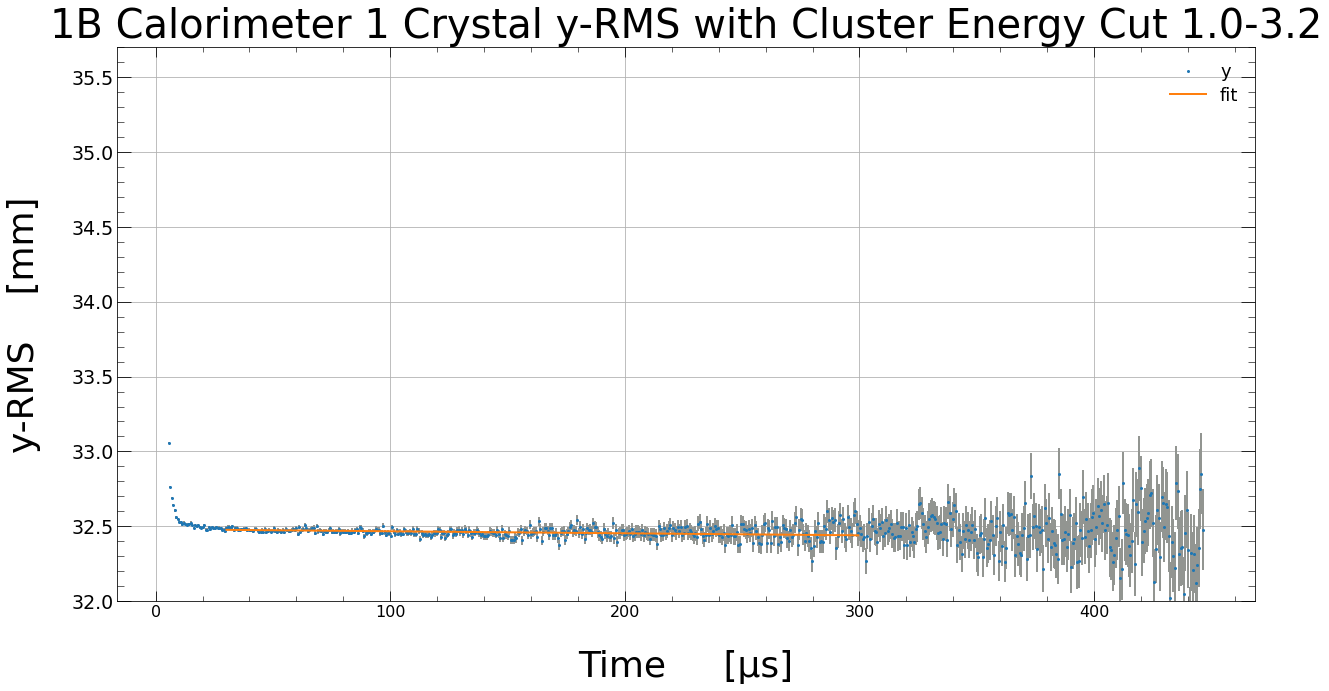 1B Calorimeter 1 Crystal y-RMS with Cluster Energy Cut 1.0-3.2
y
fit
35.5
35.0
34.5
34.0
33.5
33.0
32.5
32.0
y-RMS [mm]
0 100 200 300 400
Time [µs]